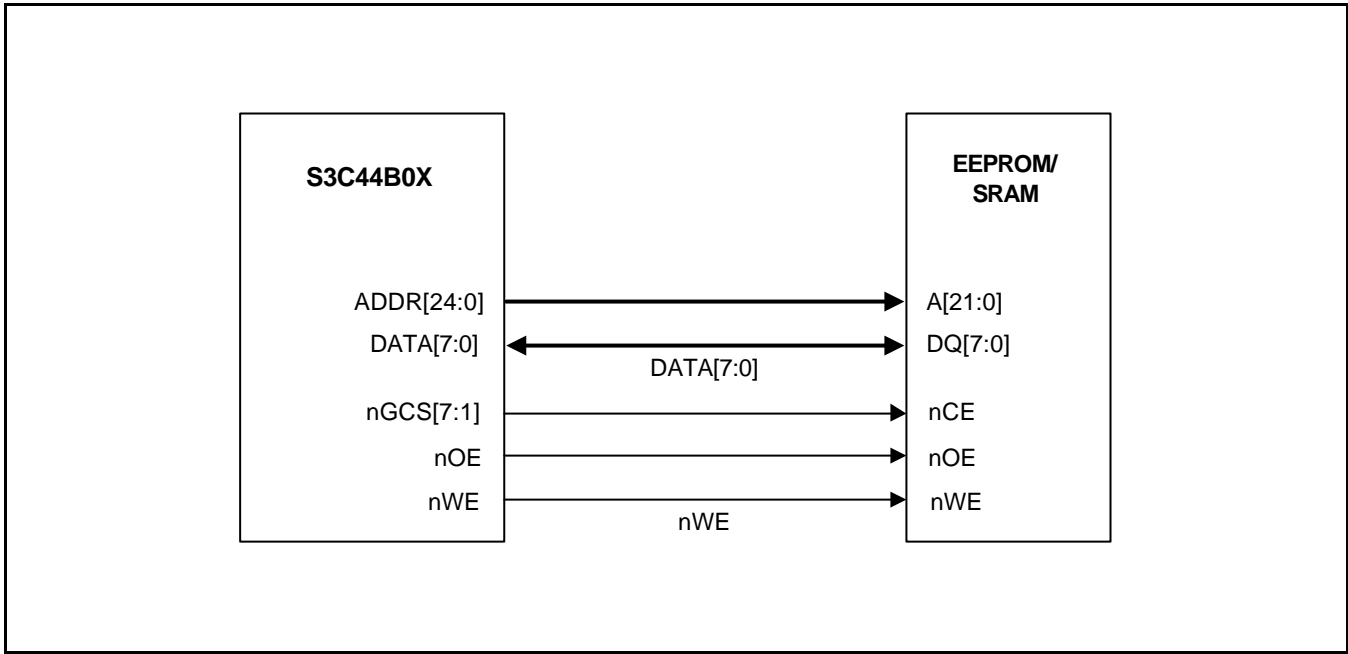 S3C44B0X
EEPROM/
SRAM
ADDR[24:0]
A[21:0]
DATA[7:0]
DQ[7:0]
DATA[7:0]
nGCS[7:1]
nCE
nOE
nOE
nWE
nWE
nWE